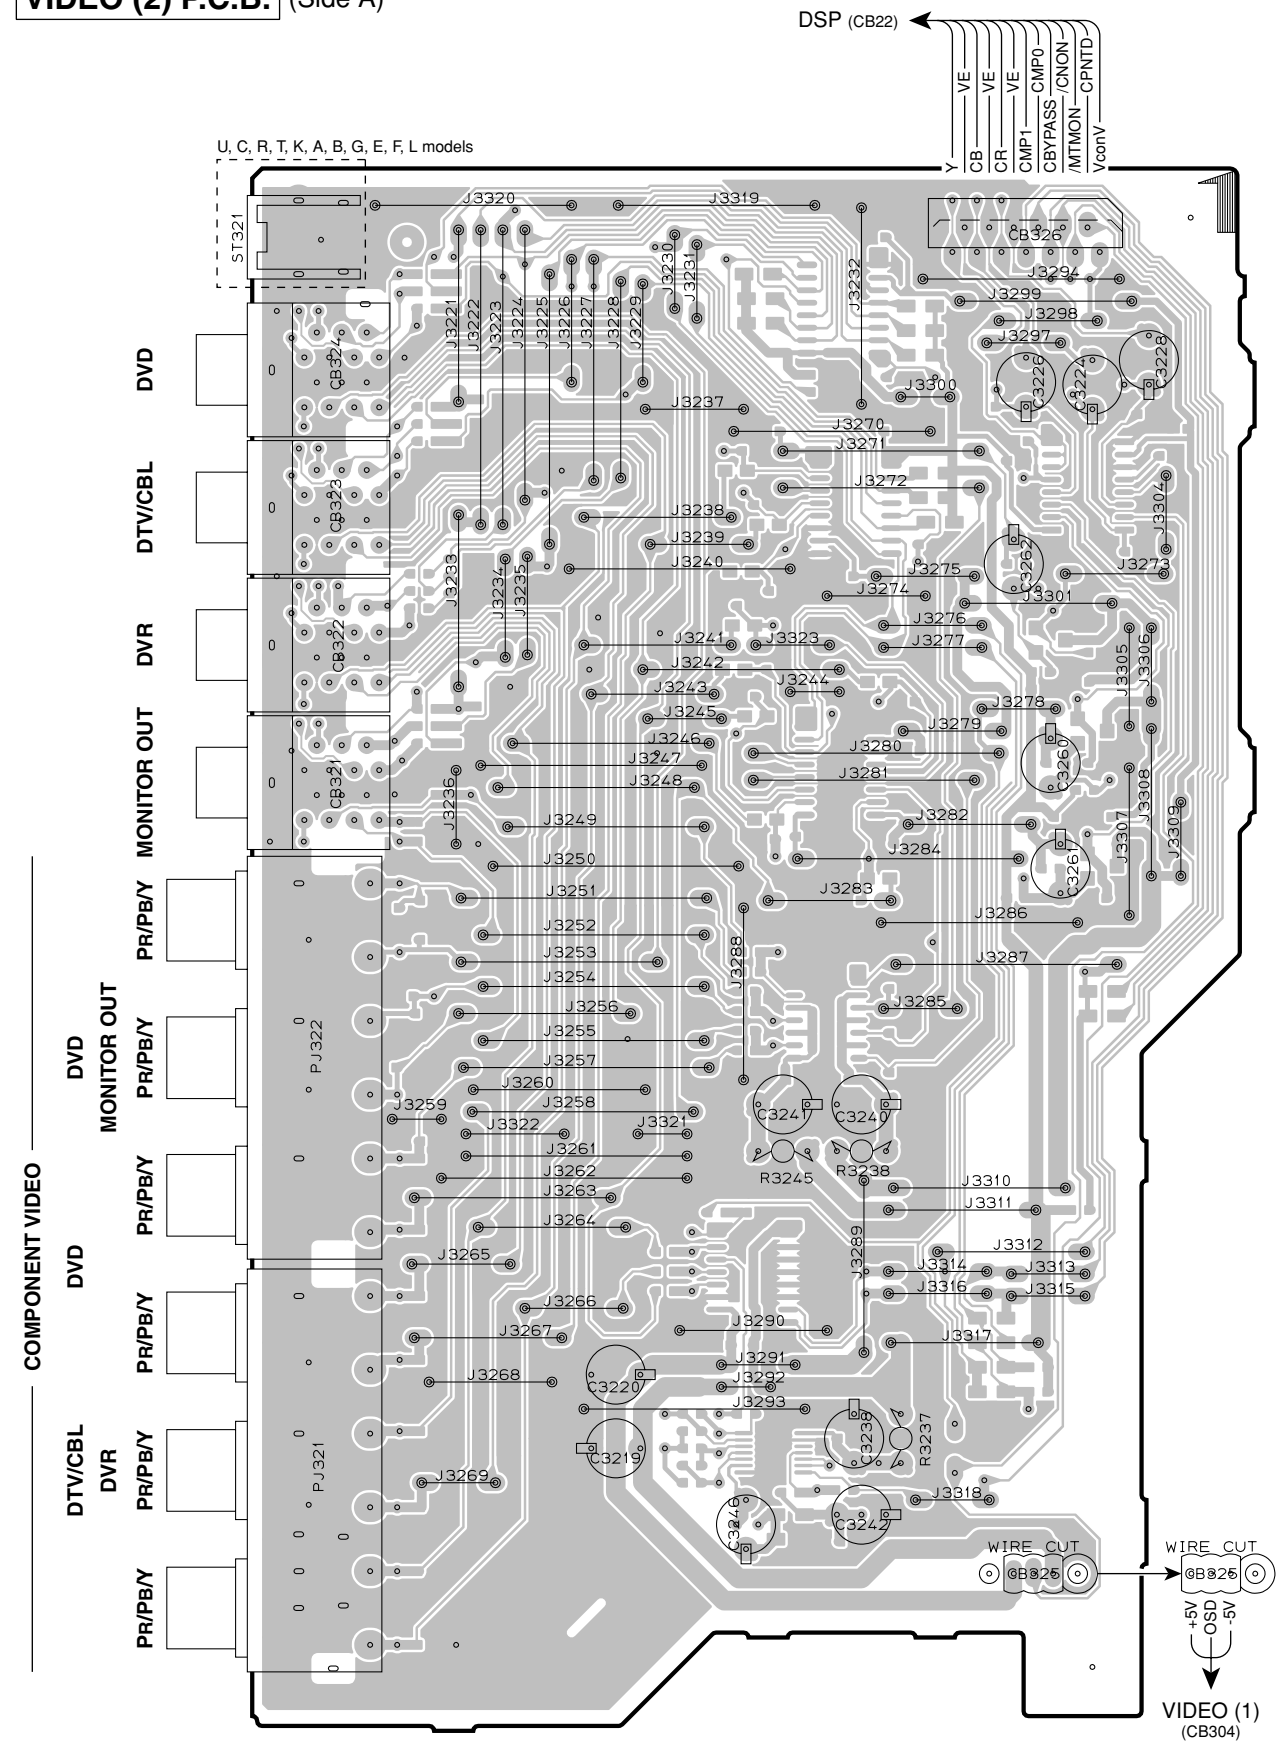 VIDEO (2) P.C.B. (Side A)
DSP (CB22)
Y
VE
CB
VE
CR
VE
CMP1
CMP0
CBYPASS
/CNON
/MTMON
CPNTD
VconV
U, C, R, T, K, A, B, G, E, F, L models
ST321
J3320
J3319
CB326
J3230
J3231
J3232
J3294
J3299
J3298
J3297
J3221
J3222
J3223
J3224
J3225
J3226
J3227
J3228
J3229
DVD
CB324
C3226
C3224
C3228
J3300
J3237
J3270
J3271
J3272
DTV/CBL
CB323
J3304
J3238
J3239
J3240
C3262
J3273
J3275
J3274
J3301
J3233
J3234
J3235
DVR
CB322
J3276
J3277
J3241
J3323
J3242
J3244
J3243
J3305
J3306
J3245
J3278
J3279
MONITOR OUT
CB321
J3246
J3247
J3248
J3280
J3281
C3260
J3236
J3249
J3282
J3308
J3307
J3309
J3250
J3284
C3261
J3251
J3283
J3252
J3286
PR/PB/Y
J3253
J3288
J3287
J3254
J3256
J3285
DVD
MONITOR OUT
PR/PB/Y
PJ322
J3255
J3257
J3260
J3259
J3258
C3241
C3240
J3322
J3321
J3261
R3245
R3238
J3262
PR/PB/Y
J3263
J3310
J3311
J3264
J3289
COMPONENT VIDEO
DVD
J3265
J3312
J3314
J3313
J3316
J3315
J3266
PR/PB/Y
J3267
J3290
J3317
J3291
J3268
C3220
J3292
J3293
DTV/CBL
DVR
PR/PB/Y
PJ321
C3219
C3238
R3237
J3269
J3318
C3246
C3242
PR/PB/Y
WIRE CUT
CB325
WIRE CUT
CB325
+5V
OSD
-5V
VIDEO (1)
(CB304)